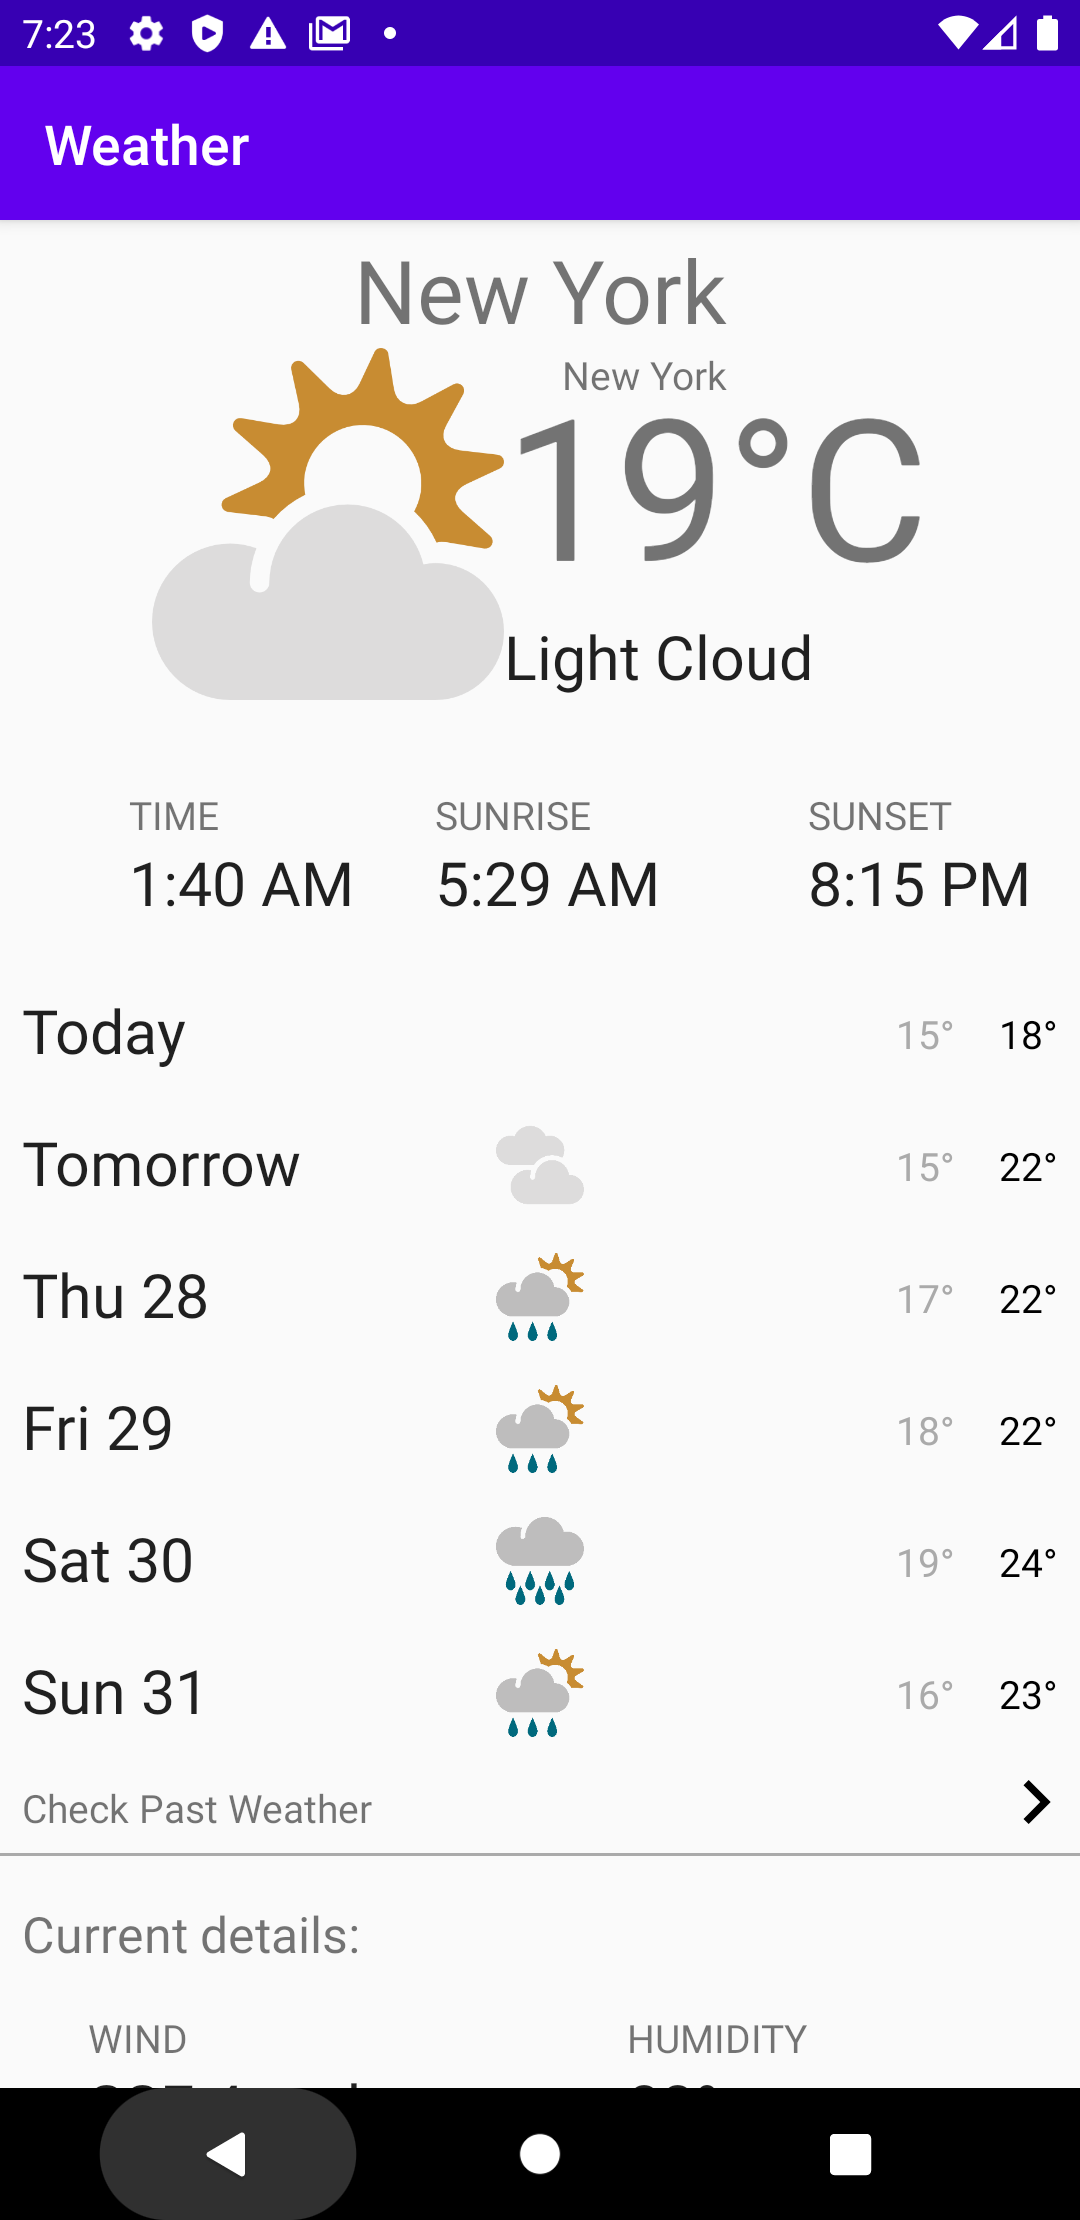 7:23
Weather
New York
New York
19°C
Light Cloud
TIME SUNRISE SUNSET
1:40 AM 5:29 AM 8:15 PM
Today 15° 18°
Tomorrow 15° 22°
Thu 28 17° 22°
Fri 29 18° 22°
Sat 30 19° 24°
Sun 31 16° 23°
Check Past Weather
Current details:
WIND HUMIDITY